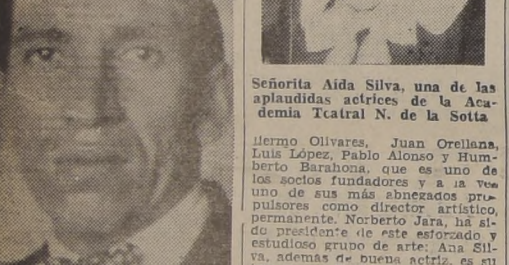 Señorita Aída Silva, una de las
aplaudidas actrices de la Aca-
demia Teatral N. de la Sotta
llermo Olivares, Juan Orellana,
Luis López, Pablo Alonso y Hum-
berto Barahona, que es uno de
los socios fundadores y a la vez
uno de sus más abnegados pro-
pulsores como director artístico,
permanente. Norberto Jara, ha si-
do presidente de este esforzado y
estudioso grupo de arte: Ana Sil-
va, además de buena actriz, es su